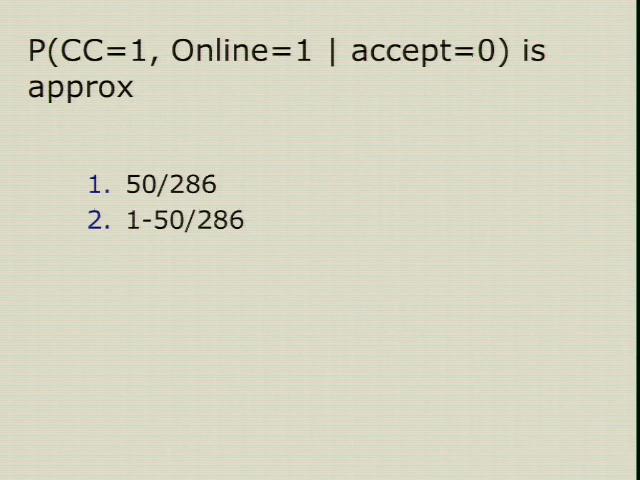 P(CC=1, Online=1 | accept=0) is
approx
1. 50/286
2. 1-50/286